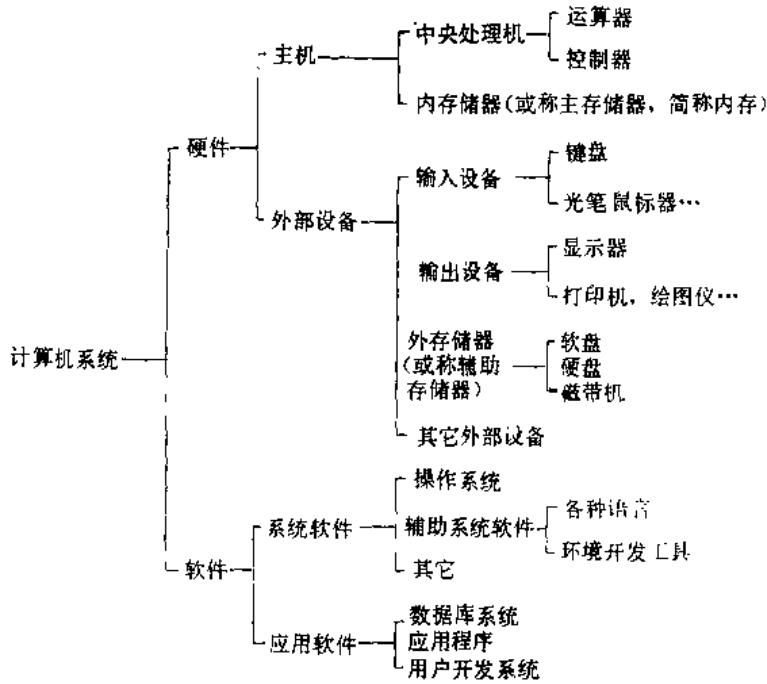 运算器
中央处理机
主机
控制器
内存储器(或称主存储器，简称内存)
硬件
键盘
输入设备
光笔 鼠标器…
外部设备
显示器
输出设备
打印机，绘图仪…
外存储器
(或称辅助
存储器)
软盘
硬盘
磁带机
计算机系统
其它外部设备
操作系统
系统软件
辅助系统软件
各种语言
环境开发工具
软件
其它
数据库系统
应用软件
应用程序
用户开发系统